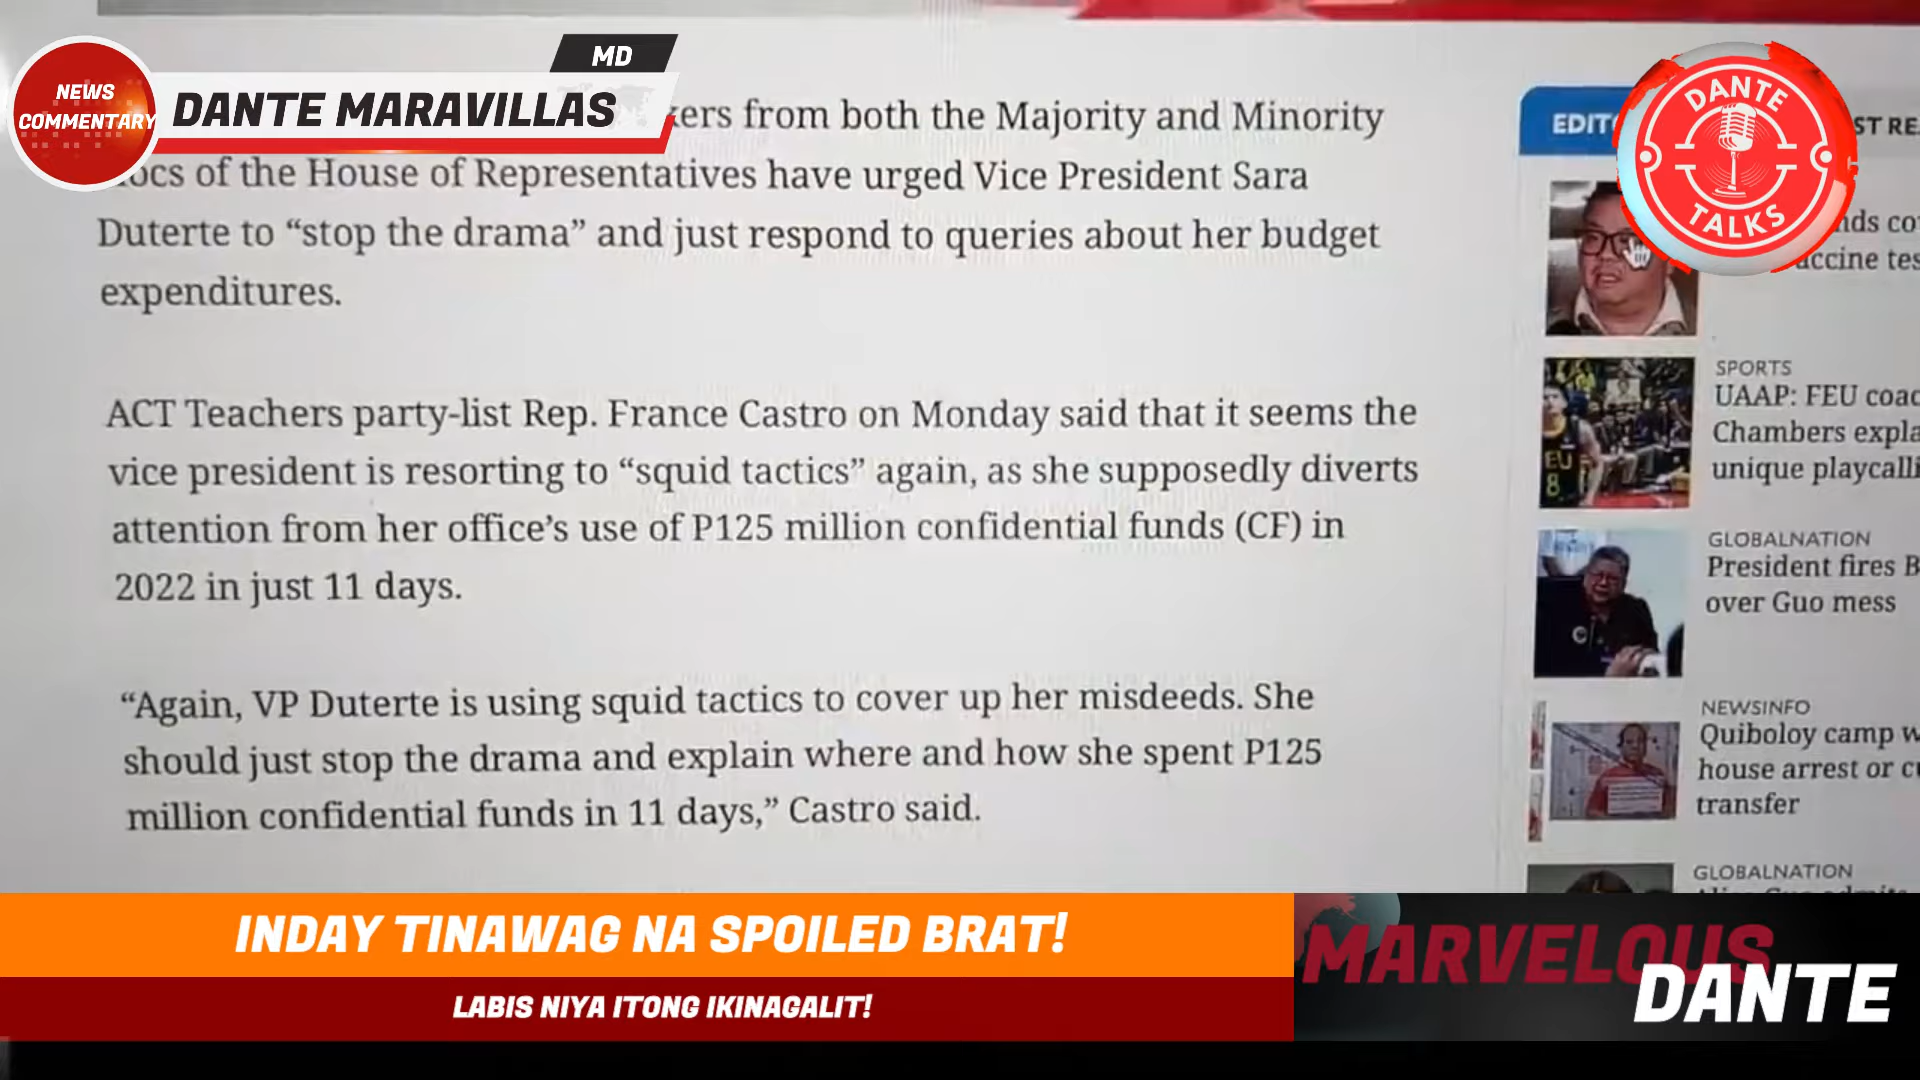 MD
NEWS
COMMENTARY
DANTE MARAVILLAS
from both the Majority and Minority
of the House of Representatives have urged Vice President Sara
Duterte to “stop the drama” and just respond to queries about her budget
expenditures.
ACT Teachers party-list Rep. France Castro on Monday said that it seems the
vice president is resorting to “squid tactics” again, as she supposedly diverts
attention from her office’s use of P125 million confidential funds (CF) in
2022 in just 11 days.
“Again, VP Duterte is using squid tactics to cover up her misdeeds. She
should just stop the drama and explain where and how she spent P125
million confidential funds in 11 days,” Castro said.
DANTE
TALKS
SPORTS
UAAP: FEU
Chambers
unique
EU
8
GLOBALNATION
President fires
over Guo mess
NEWSINFO
Quiboloy camp
house arrest or
transfer
GLOBALNATION
INDAY TINAWAG NA SPOILED BRAT!
LABIS NIYA ITONG IKINAGALIT!
MARVELOUS
DANTE